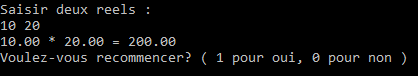 Saisir deux reels :
10 20
10.00 * 20.00 = 200.00
Voulez-vous recommencer? ( 1 pour oui, 0 pour non )